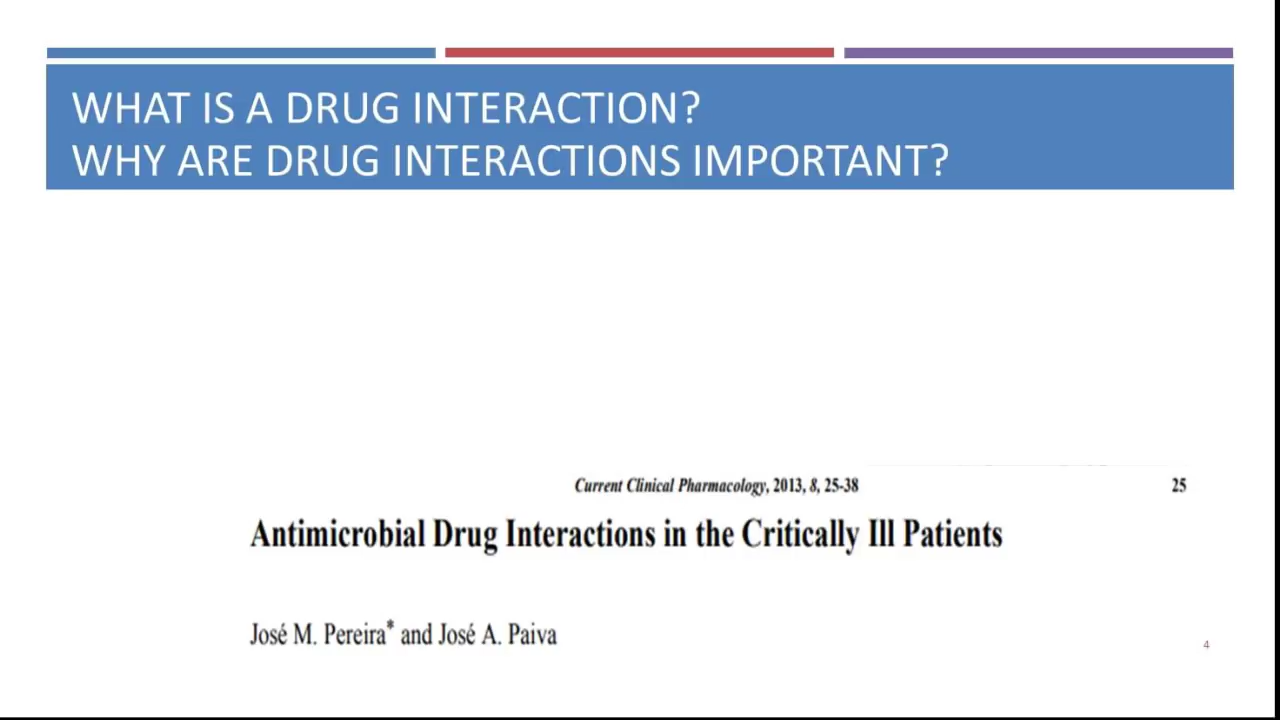 WHAT IS A DRUG INTERACTION?
WHY ARE DRUG INTERACTIONS IMPORTANT?
Current Clinical Pharmacology, 2013, 8, 25-38 25
Antimicrobial Drug Interactions in the Critically Ill Patients
José M. Pereira* and José A. Paiva
4